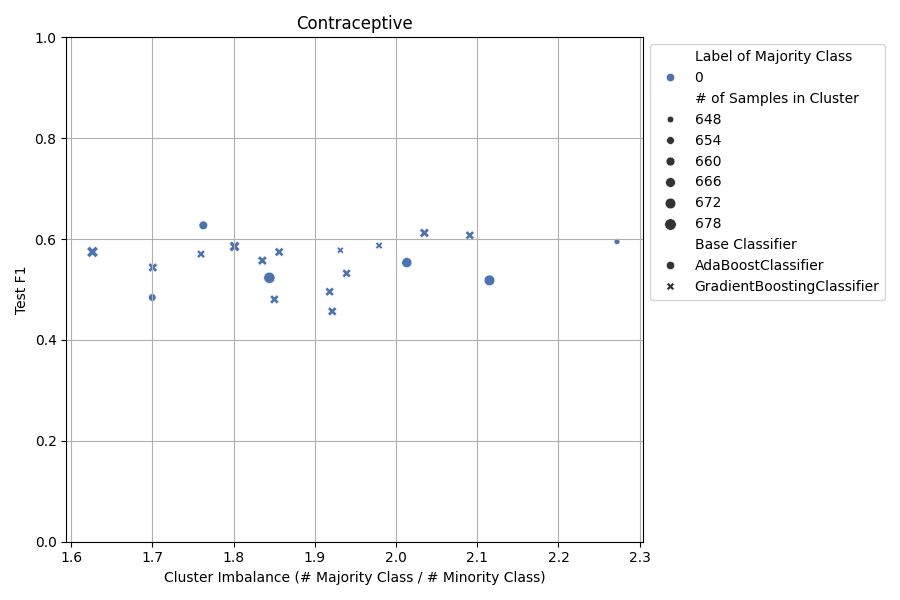 Contraceptive
1.0
0.8
0.6
0.4
0.2
0.0
Test F1
1.6 1.7 1.8 1.9 2.0 2.1 2.2 2.3
Cluster Imbalance (# Majority Class / # Minority Class)
Label of Majority Class
0
# of Samples in Cluster
648
654
660
666
672
678
Base Classifier
AdaBoostClassifier
GradientBoostingClassifier